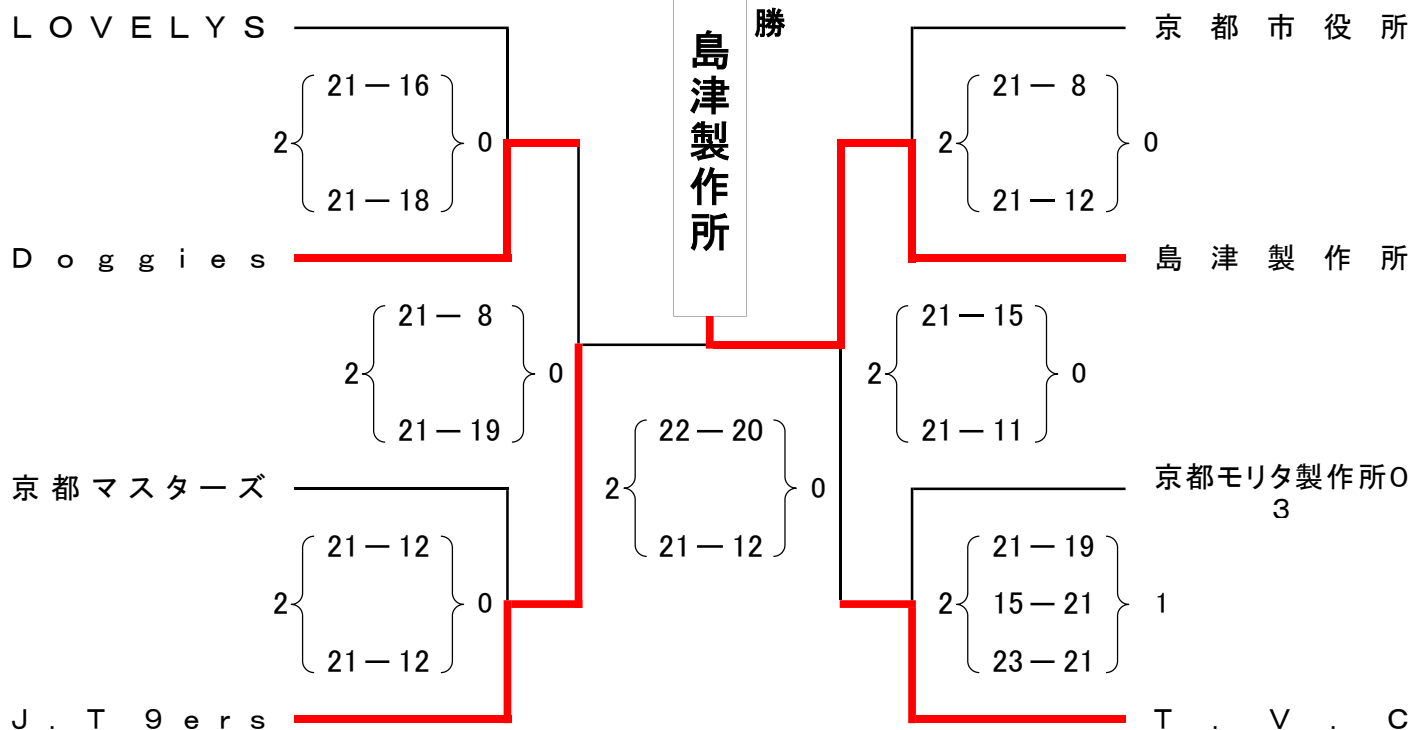 勝
島津製作所
LOVELYS
21－16
2 0
21－18
Doggies
21－ 8
2 0
21－19
京都マスターズ
21－12
2 0
21－12
J.T 9ers
22－20
2 0
21－12
京都市役所
21－ 8
2 0
21－12
島津製作所
21－15
2 0
21－11
京都モリタ製作所０
３
21－19
2 15－21 1
23－21
T.V.C